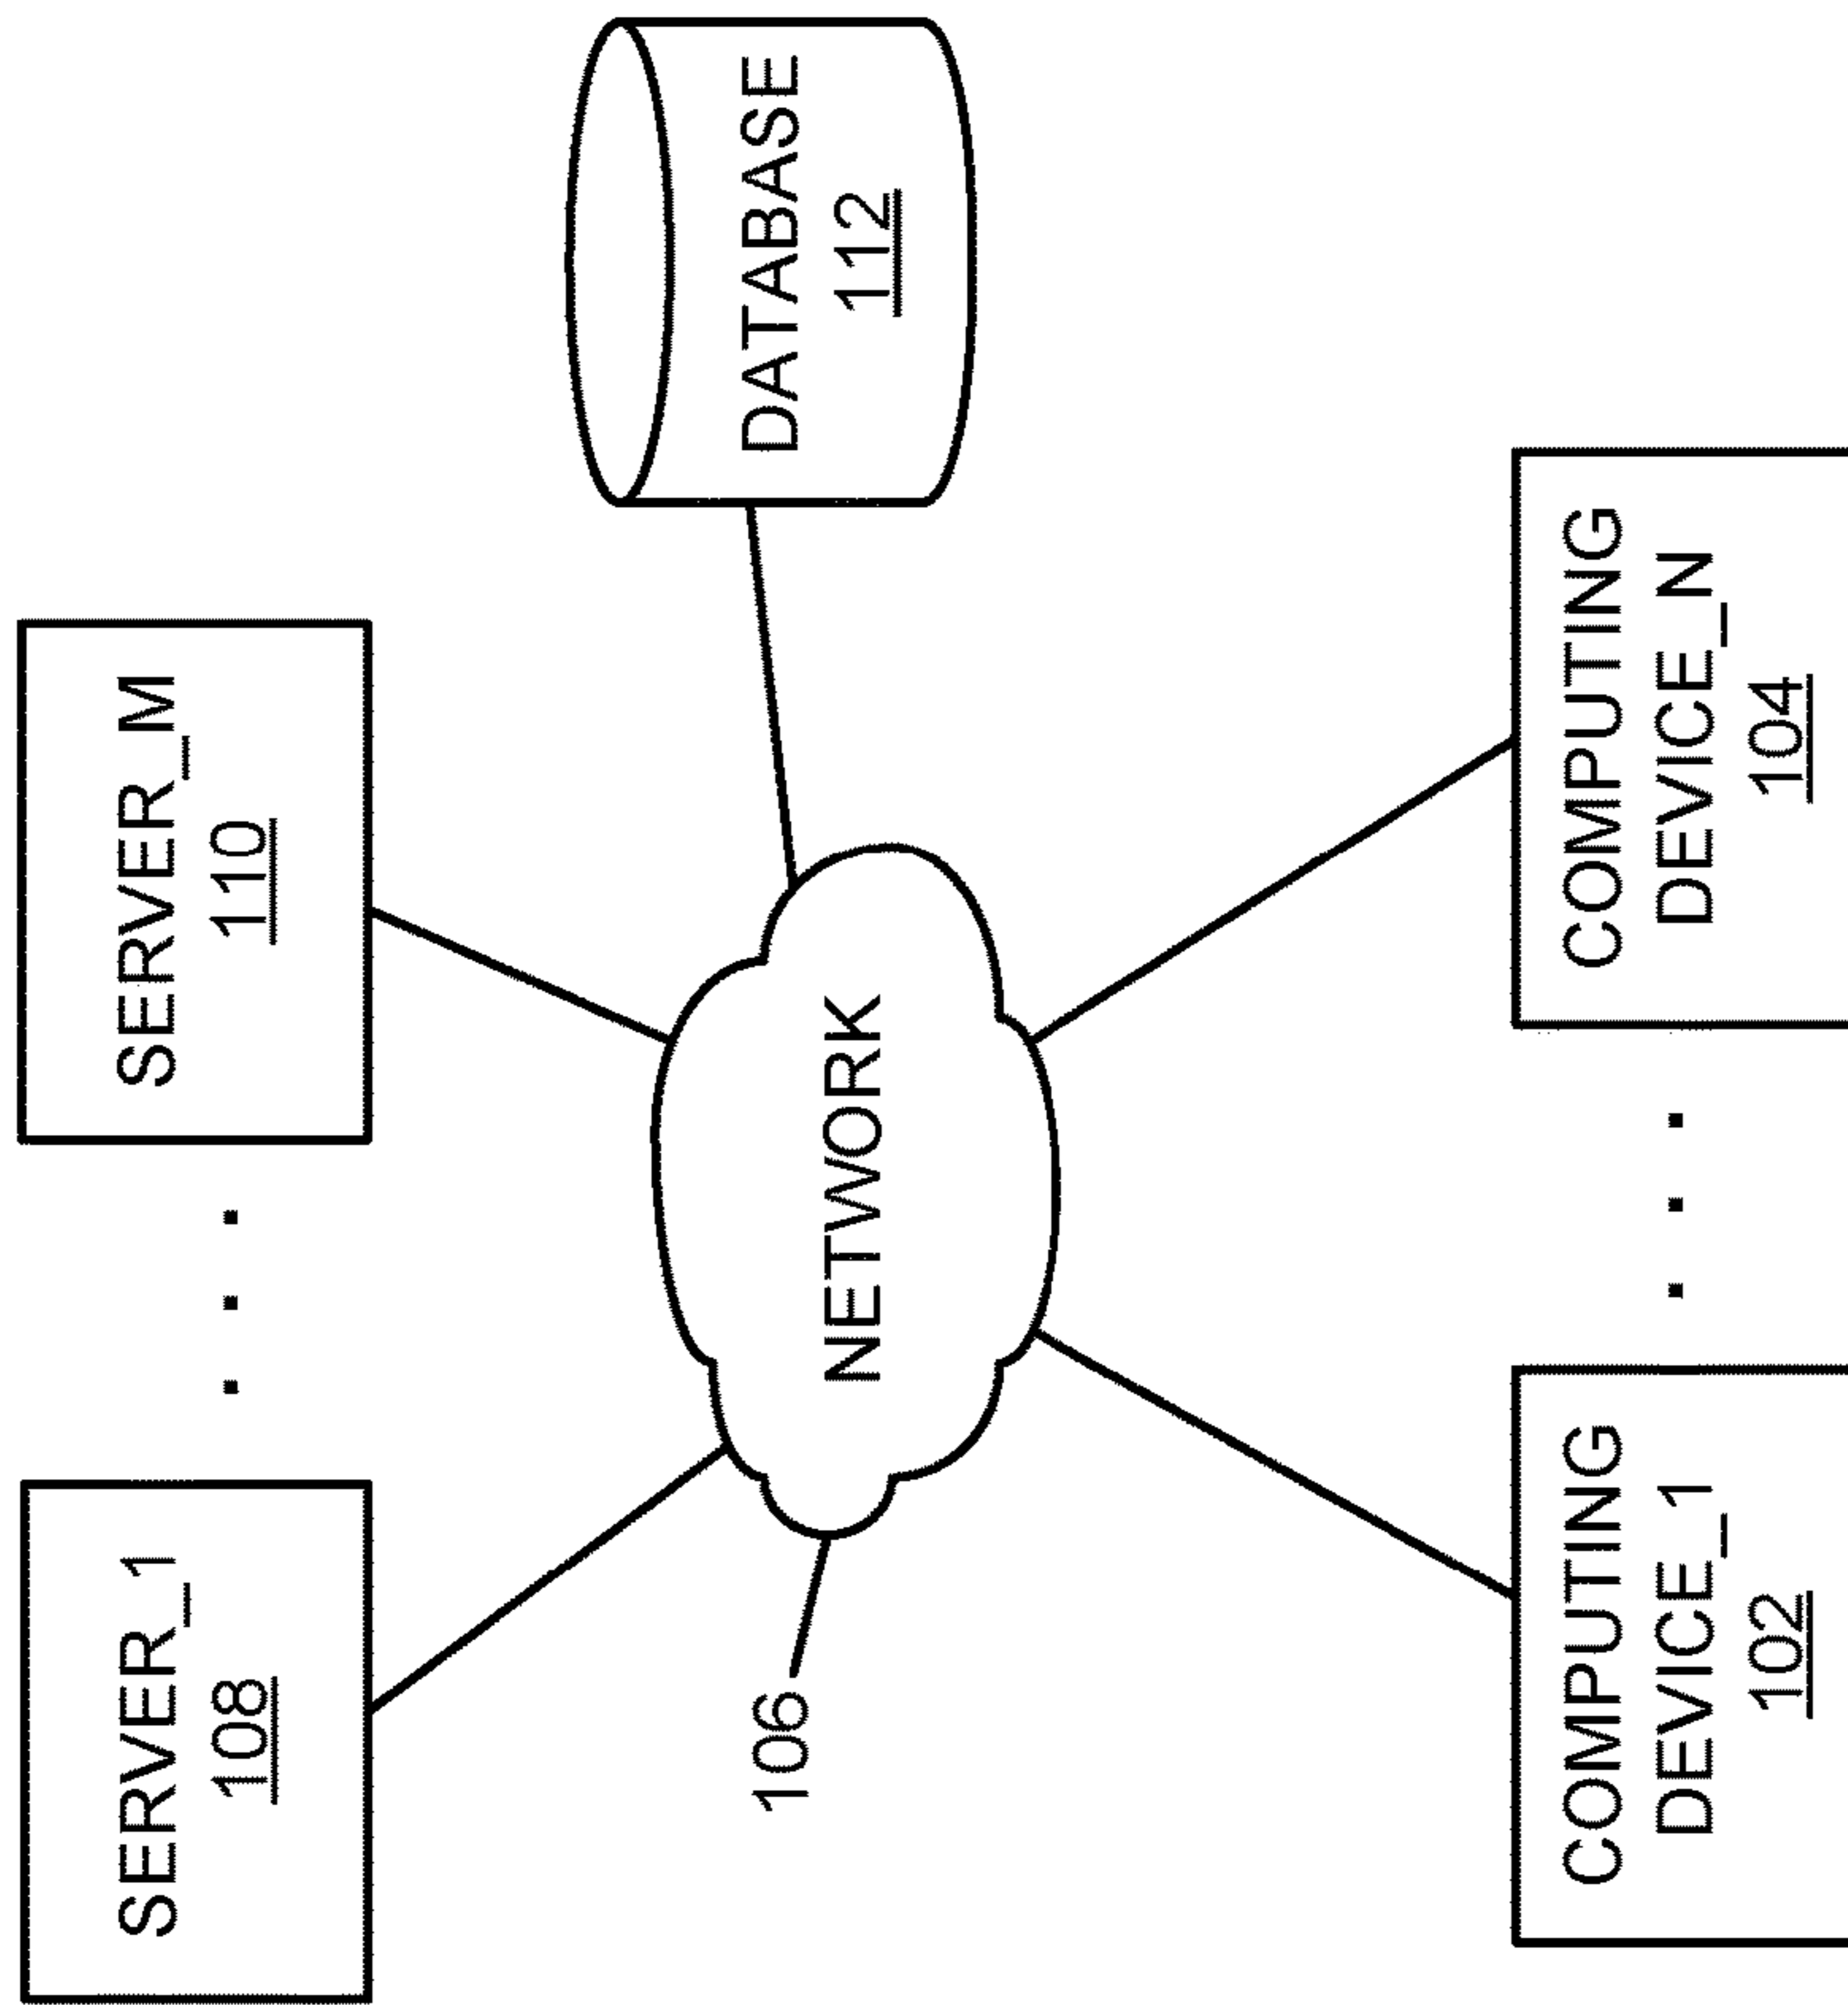 SERVER_1
108
SERVER_M
110
DATABASE
112
NETWORK
106
COMPUTING
DEVICE_1
102
COMPUTING
DEVICE_N
104